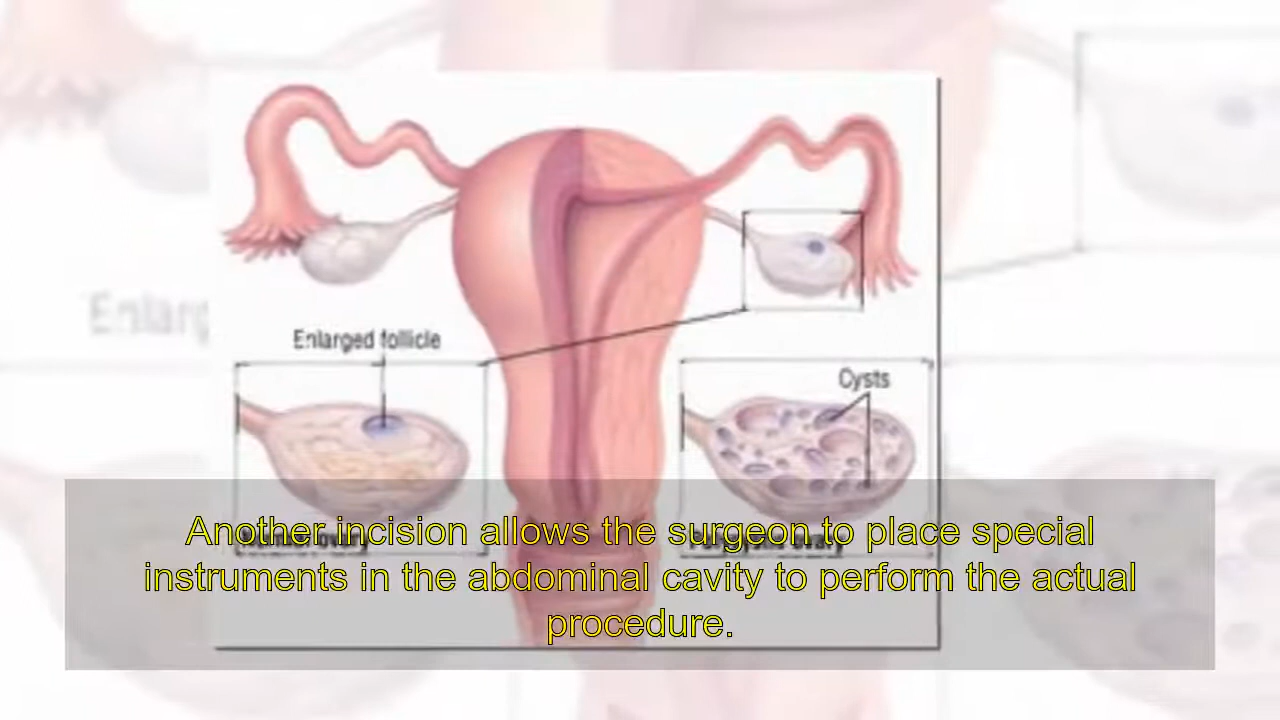 Enlarged follicle
Cysts
Another incision allows the surgeon to place special
instruments in the abdominal cavity to perform the actual
procedure.
Enlarg